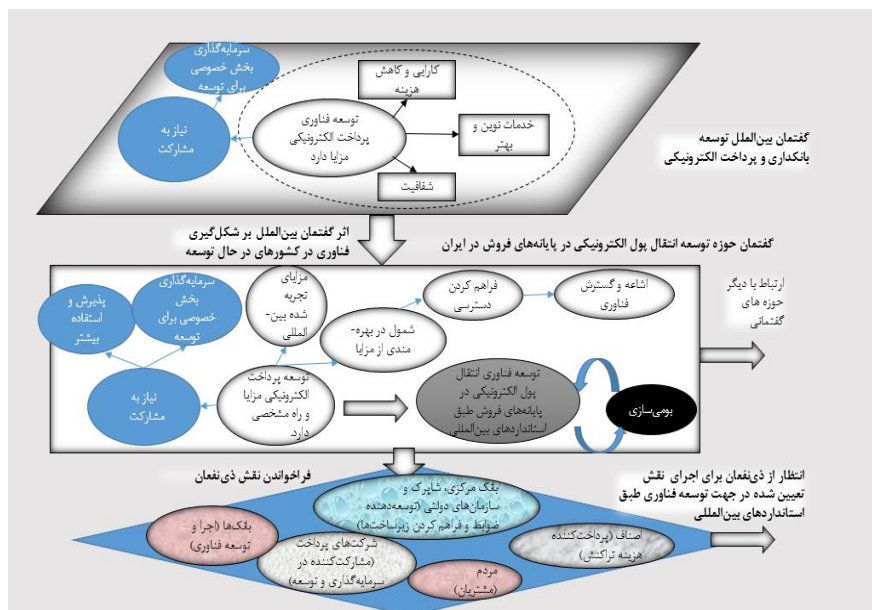 سرمایه‌گذاری
بخش خصوصی
برای توسعه
نیاز به
مشارکت
توسعه فناوری
پرداخت الکترونیکی
مزایا دارد
کارایی و کاهش
هزینه
خدمات نوین و
بهتر
شفافیت
گفتمان بین‌الملل توسعه
بانکداری و پرداخت الکترونیکی
اثر گفتمان بین‌الملل بر شکل‌گیری
فناوری در کشورهای در حال توسعه
گفتمان حوزه توسعه انتقال پول الکترونیکی در پایانه‌های فروش در ایران
پذیرش و
استفاده
بیشتر
سرمایه‌گذاری
بخش
خصوصی برای
توسعه
مزایای
تجربه
شده بین-
المللی
شمول در بهره-
مندی از مزایا
فراهم کردن
دسترسی
اشاعه و گسترش
فناوری
ارتباط با دیگر
حوزه های
گفتمانی
نیاز به
مشارکت
توسعه پرداخت
الکترونیکی مزایا
و راه مشخصی
دارد.
توسعه فناوری انتقال
پول الکترونیکی در
پایانه‌های فروش طبق
استانداردهای بین‌المللی
بومی‌سازی
فراخواندن نقش ذی‌نفعان
انتظار از ذی‌نفعان برای اجرای نقش
تعیین شده در جهت توسعه فناوری طبق
استانداردهای بین‌المللی
بانک مرکزی، شاپرک و
سازمان‌های دولتی (توسعه‌دهنده
ضوابط و فراهم کردن زیرساخت‌ها)
بانک‌ها (اجرا و
توسعه فناوری)
شرکت‌های پرداخت
(مشارکت‌کننده در
سرمایه‌گذاری و توسعه)
مردم
(مشتریان)
صناف (پرداخت‌کننده
هزینه تراکنش)